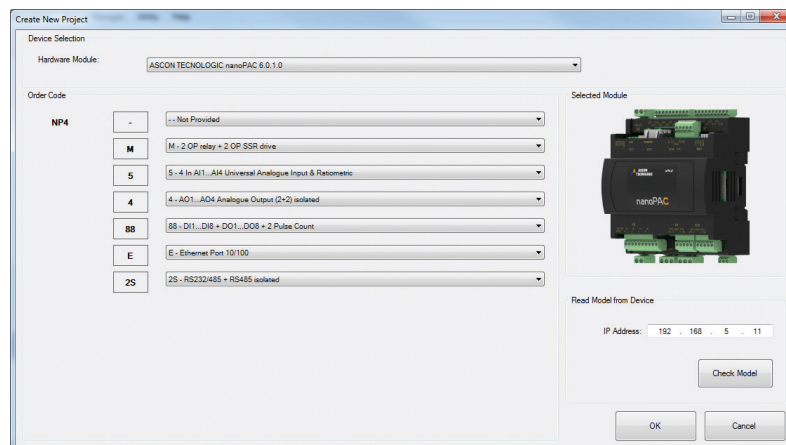 Create New Project
Help
Device Selection
Hardware Module:
ASCON TECNOLOGIC nanoPAC 6.0.1.0
Order Code
NP4
-
- - Not Provided
M
M - 2 OP relay + 2 OP SSR drive
5
5 - 4 In AI1...AI4 Universal Analogue Input & Ratiometric
4
4 - AO1...AO4 Analogue Output (2+2) isolated
88
88 - DI1...DI8 + DO1...DO8 + 2 Pulse Count
E
E - Ethernet Port 10/100
2S
2S - RS232/485 + RS485 isolated
Selected Module
ASCON
TECNOLOGIC
nanoPAC
Read Model from Device
IP Address: 192 . 168 . 5 . 11
Check Model
OK
Cancel